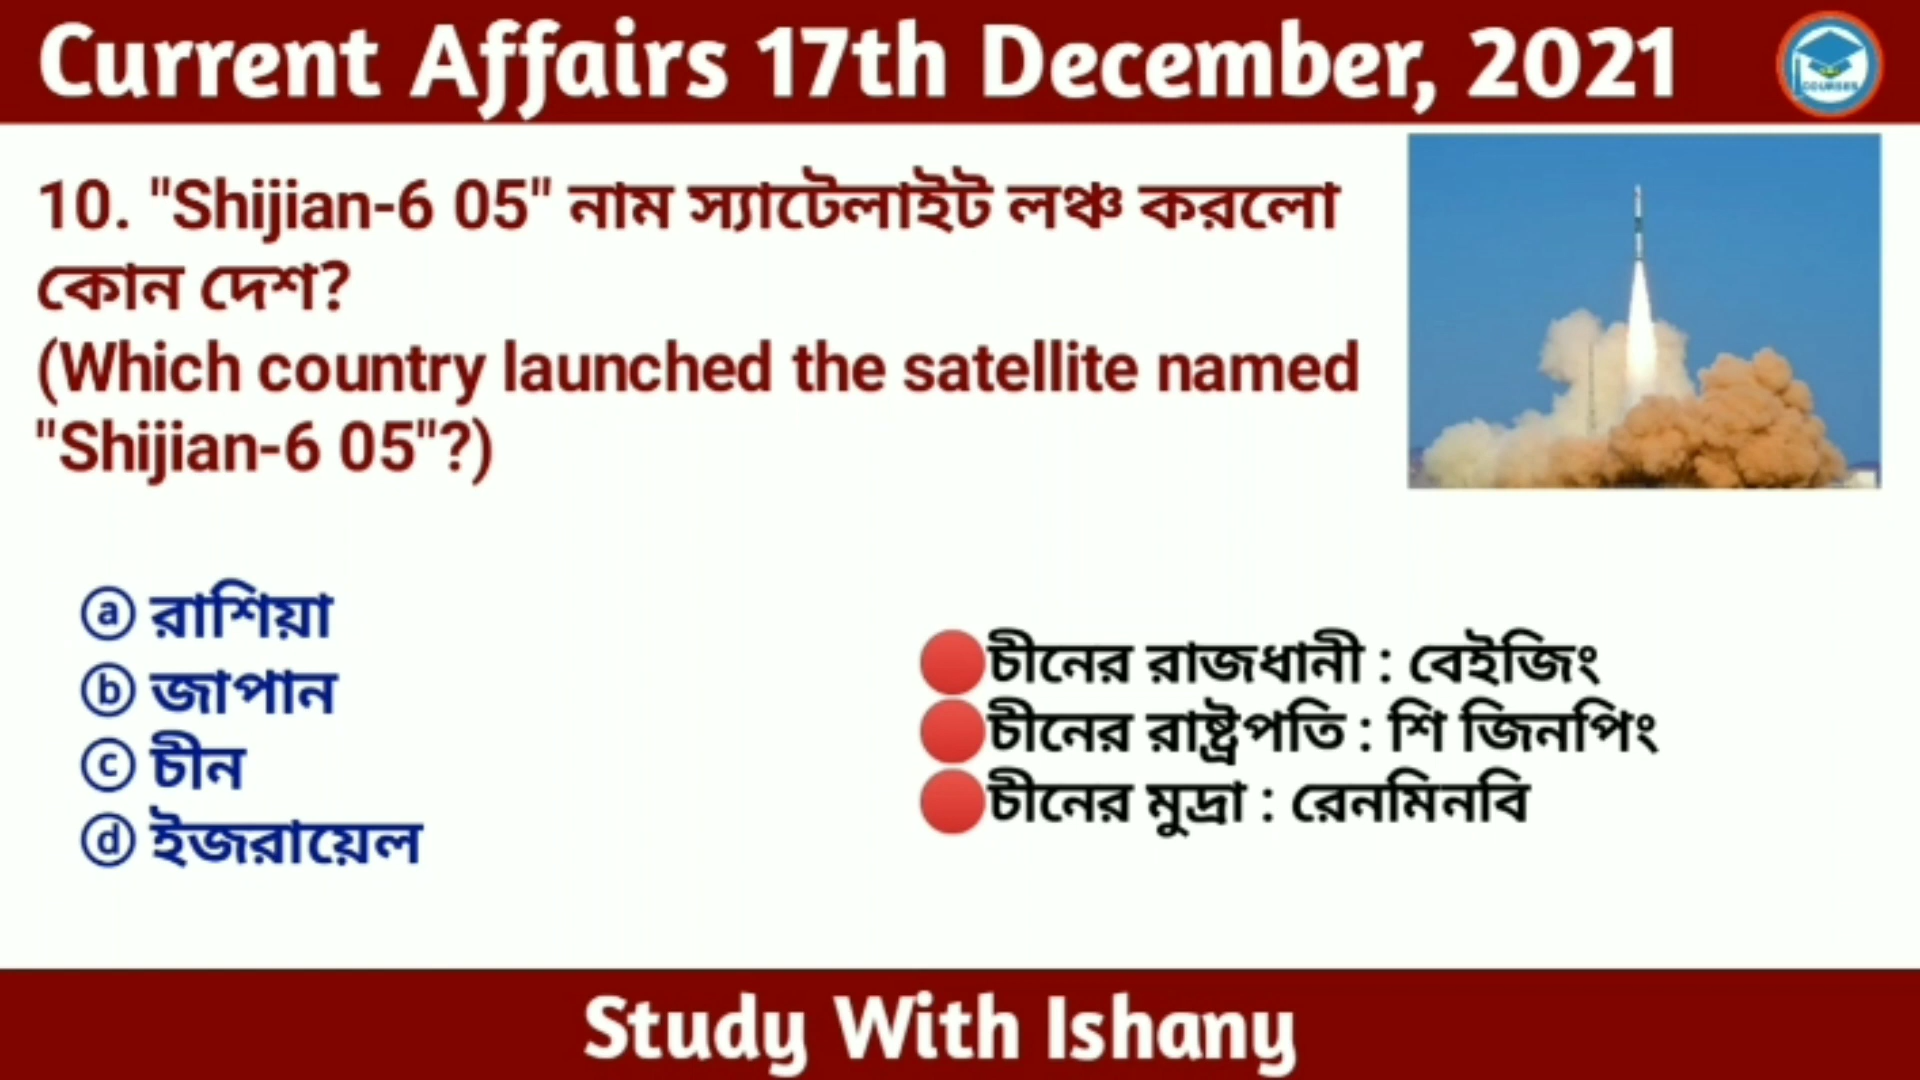 Current Affairs 17th December, 2021
COURSES
10. "Shijian-6 05" নাম স্যাটেলাইট লঞ্চ করলো
কোন দেশ?
(Which country launched the satellite named
"Shijian-6 05"?)
ⓐ রাশিয়া
ⓑ জাপান
ⓒ চীন
ⓓ ইজরায়েল
চীনের রাজধানী : বেইজিং
চীনের রাষ্ট্রপতি : শি জিনপিং
চীনের মুদ্রা : রেনমিনবি
Study With Ishany